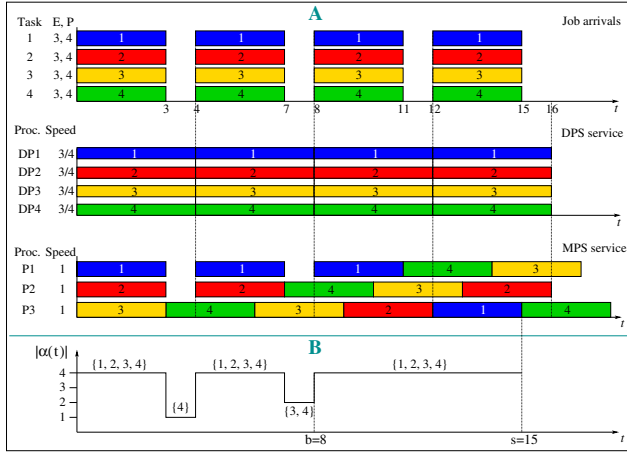 A
Task E, P Job arrivals
1 3, 4 1 1 1 1
2 3, 4 2 2 2 2
3 3, 4 3 3 3 3
4 3, 4 4 4 4 4
3 4 7 8 11 12 15 16 t
Proc. Speed DPS service
DP1 3/4 1 1 1 1
DP2 3/4 2 2 2 2
DP3 3/4 3 3 3 3
DP4 3/4 4 4 4 4
t
Proc. Speed MPS service
P1 1 1 1 1 4 3
P2 1 2 2 4 3 2
P3 1 3 4 3 2 1 4
t
B
|α(t)|
{1, 2, 3, 4} {1, 2, 3, 4} {1, 2, 3, 4}
4
3
2 {4} {3, 4}
1
t
b=8 s=15